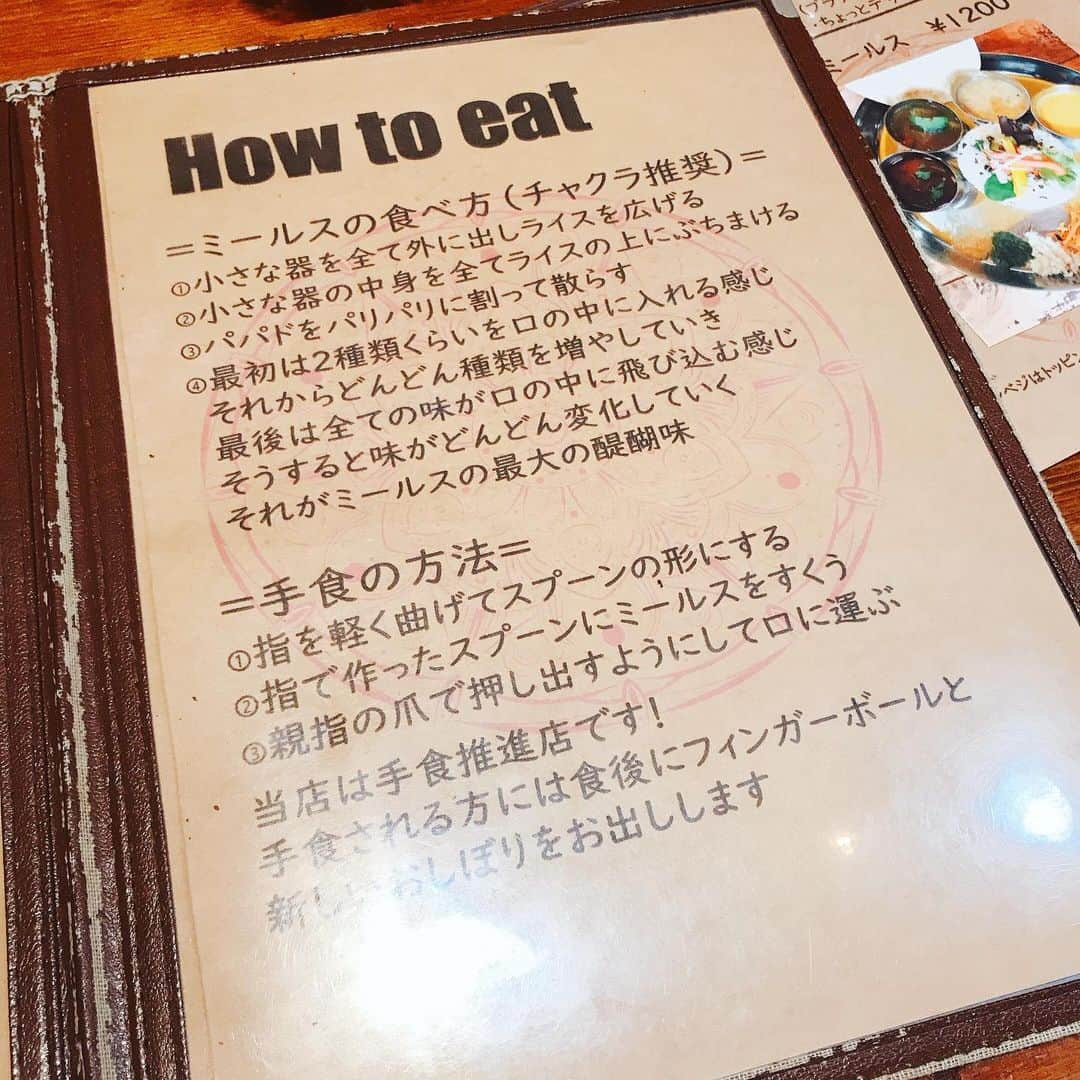 How to eat
=ミールスの食べ方(チャクラ推奨)=
①小さな器を全て外に出しライスを広げる
②小さな器の中身を全てライスの上にぶちまける
③パパドをパリパリに割って散らす
④最初は2種類くらいを口の中に入れる感じ
それからどんどん種類を増やしていき
最後は全ての味が口の中に飛び込む感じ
そうすると味がどんどん変化していく
それがミールスの最大の醍醐味
=手食の方法=
①指を軽く曲げてスプーンの形にする
②指で作ったスプーンにミールスをすくう
③親指の爪で押し出すようにして口に運ぶ
当店は手食推進店です!
手食される方には食後にフィンガーボールと
新しいおしぼりをお出しします
・ちょっとデ
ミールス ¥1200
ベジはトッピン